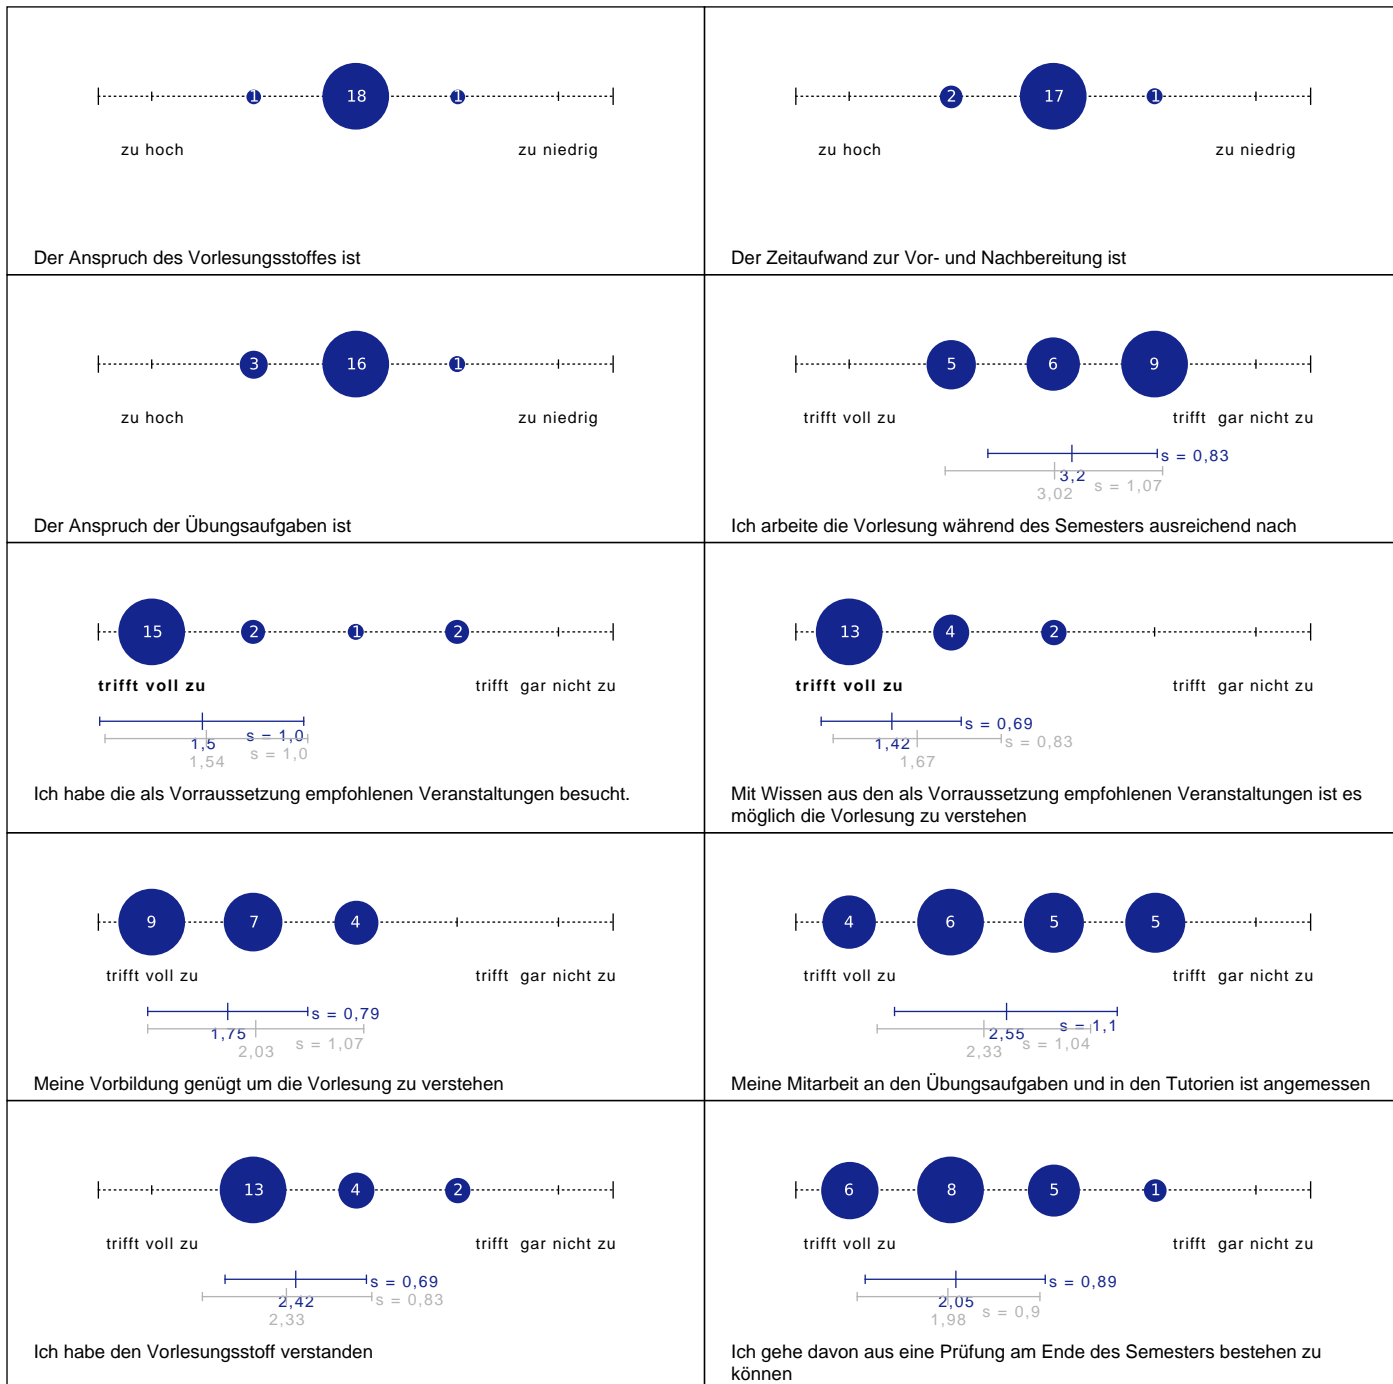 1 18 1
zu hoch zu niedrig
Der Anspruch des Vorlesungsstoffes ist
2 17 1
zu hoch zu niedrig
Der Zeitaufwand zur Vor- und Nachbereitung ist
3 16 1
zu hoch zu niedrig
Der Anspruch der Übungsaufgaben ist
5 6 9
trifft voll zu trifft gar nicht zu
s = 0,83
3,2
s = 1,07
3,02
Ich arbeite die Vorlesung während des Semesters ausreichend nach
15 2 1 2
trifft voll zu trifft gar nicht zu
s = 1,0
1,5
s = 1,0
1,54
Ich habe die als Vorraussetzung empfohlenen Veranstaltungen besucht.
13 4 2
trifft voll zu trifft gar nicht zu
s = 0,69
1,42
s = 0,83
1,67
Mit Wissen aus den als Vorraussetzung empfohlenen Veranstaltungen ist es
möglich die Vorlesung zu verstehen
9 7 4
trifft voll zu trifft gar nicht zu
s = 0,79
1,75
s = 1,07
2,03
Meine Vorbildung genügt um die Vorlesung zu verstehen
4 6 5 5
trifft voll zu trifft gar nicht zu
s = 1,1
2,55
s = 1,04
2,33
Meine Mitarbeit an den Übungsaufgaben und in den Tutorien ist angemessen
13 4 2
trifft voll zu trifft gar nicht zu
s = 0,69
2,42
s = 0,83
2,33
Ich habe den Vorlesungsstoff verstanden
6 8 5 1
trifft voll zu trifft gar nicht zu
s = 0,89
2,05
s = 0,9
1,98
Ich gehe davon aus eine Prüfung am Ende des Semesters bestehen zu
können